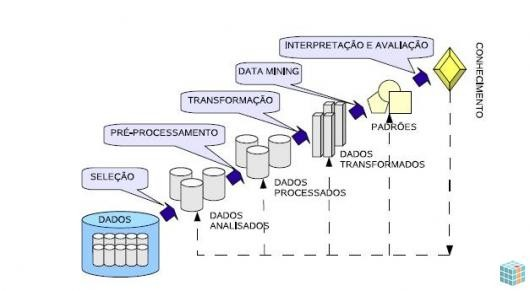 INTERPRETAÇÃO E AVALIAÇÃO
DATA MINING
TRANSFORMAÇÃO
PRÉ-PROCESSAMENTO
SELEÇÃO
DADOS
DADOS
ANALISADOS
DADOS
PROCESSADOS
DADOS
TRANSFORMADOS
PADRÕES
CONHECIMENTO